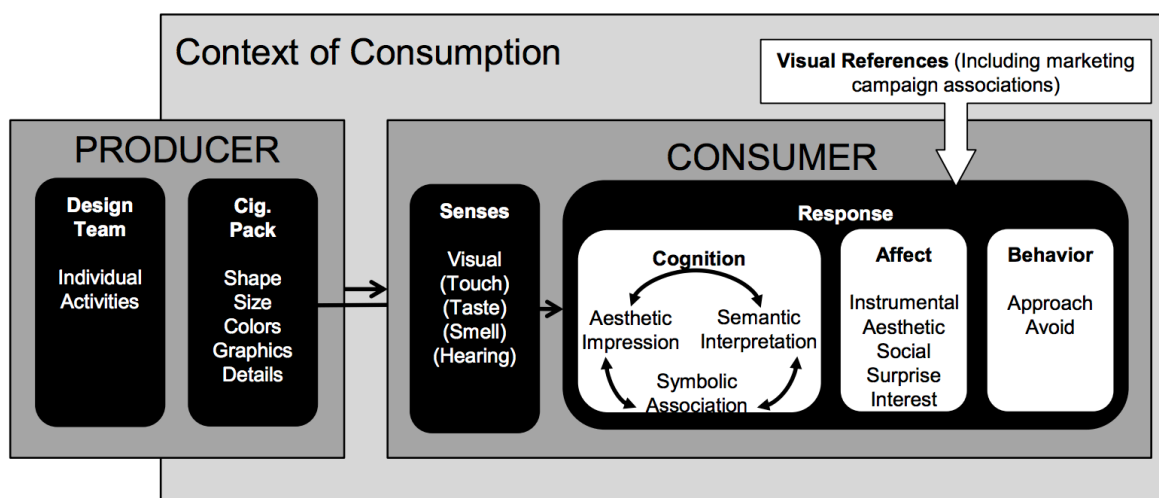 Context of Consumption
Visual References (Including marketing
campaign associations)
PRODUCER
Design
Team
Individual
Activities
Cig.
Pack
Shape
Size
Colors
Graphics
Details
CONSUMER
Senses
Visual
(Touch)
(Taste)
(Smell)
(Hearing)
Response
Cognition
Aesthetic
Impression
Semantic
Interpretation
Symbolic
Association
Affect
Instrumental
Aesthetic
Social
Surprise
Interest
Behavior
Approach
Avoid